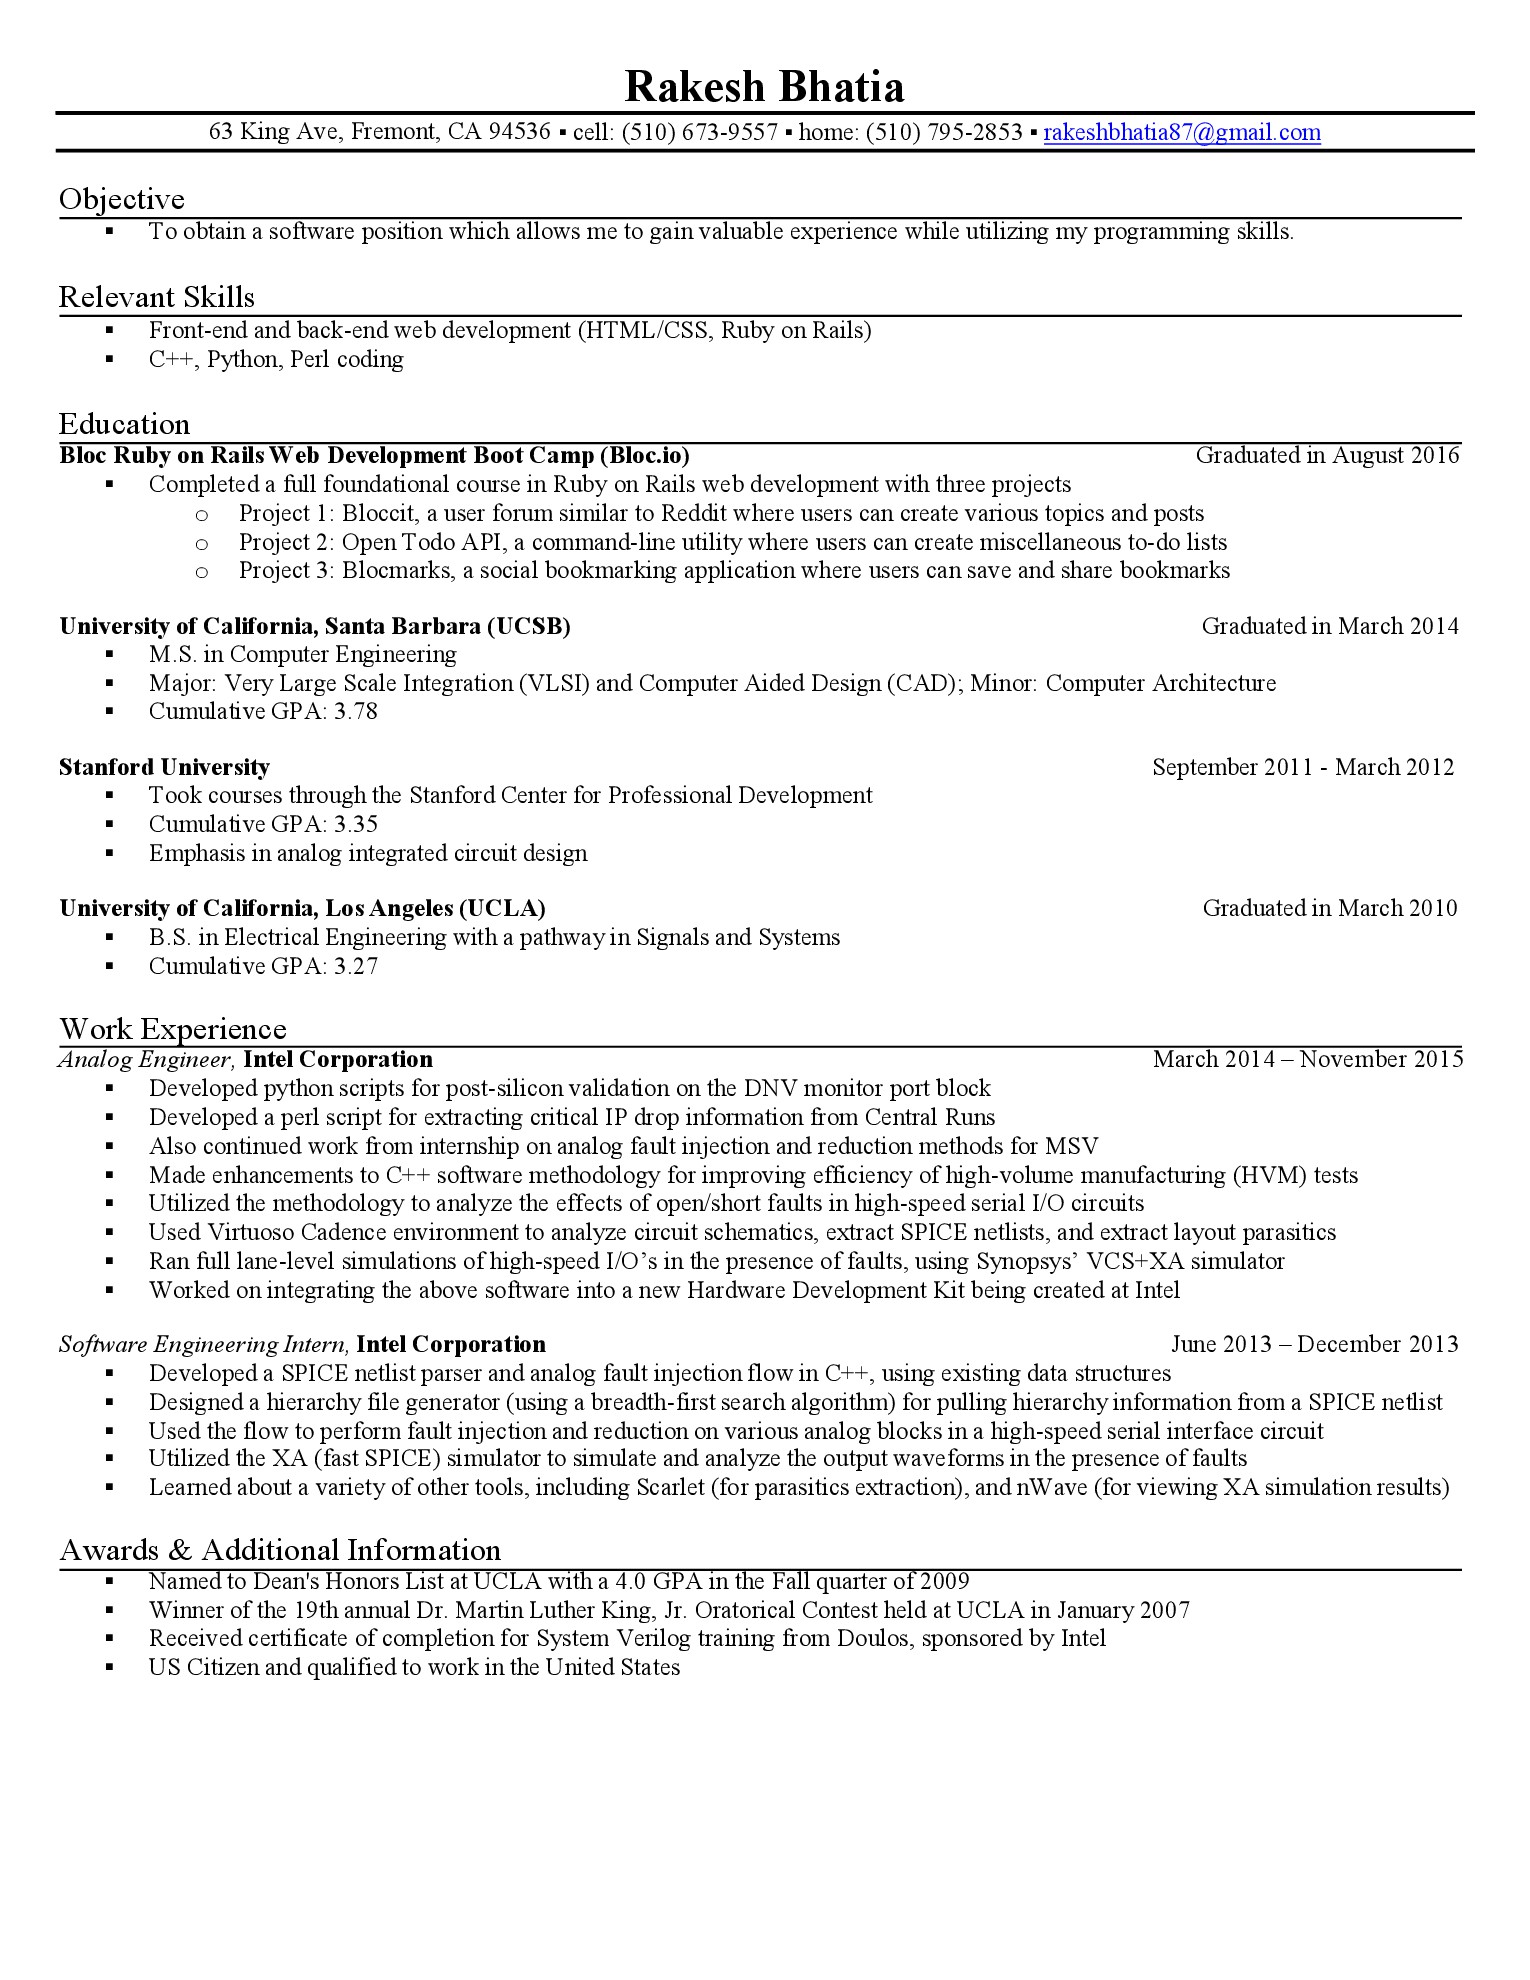 Rakesh Bhatia
63 King Ave, Fremont, CA 94536 ▪ cell: (510) 673-9557 ▪ home: (510) 795-2853 ▪ rakeshbhatia87@gmail.com
Objective
▪ To obtain a software position which allows me to gain valuable experience while utilizing my programming skills.
Relevant Skills
▪ Front-end and back-end web development (HTML/CSS, Ruby on Rails)
▪ C++, Python, Perl coding
Education
Bloc Ruby on Rails Web Development Boot Camp (Bloc.io) Graduated in August 2016
▪ Completed a full foundational course in Ruby on Rails web development with three projects
o Project 1: Bloccit, a user forum similar to Reddit where users can create various topics and posts
o Project 2: Open Todo API, a command-line utility where users can create miscellaneous to-do lists
o Project 3: Blocmarks, a social bookmarking application where users can save and share bookmarks
University of California, Santa Barbara (UCSB) Graduated in March 2014
▪ M.S. in Computer Engineering
▪ Major: Very Large Scale Integration (VLSI) and Computer Aided Design (CAD); Minor: Computer Architecture
▪ Cumulative GPA: 3.78
Stanford University September 2011 - March 2012
▪ Took courses through the Stanford Center for Professional Development
▪ Cumulative GPA: 3.35
▪ Emphasis in analog integrated circuit design
University of California, Los Angeles (UCLA) Graduated in March 2010
▪ B.S. in Electrical Engineering with a pathway in Signals and Systems
▪ Cumulative GPA: 3.27
Work Experience
Analog Engineer, Intel Corporation March 2014 – November 2015
▪ Developed python scripts for post-silicon validation on the DNV monitor port block
▪ Developed a perl script for extracting critical IP drop information from Central Runs
▪ Also continued work from internship on analog fault injection and reduction methods for MSV
▪ Made enhancements to C++ software methodology for improving efficiency of high-volume manufacturing (HVM) tests
▪ Utilized the methodology to analyze the effects of open/short faults in high-speed serial I/O circuits
▪ Used Virtuoso Cadence environment to analyze circuit schematics, extract SPICE netlists, and extract layout parasitics
▪ Ran full lane-level simulations of high-speed I/O’s in the presence of faults, using Synopsys’ VCS+XA simulator
▪ Worked on integrating the above software into a new Hardware Development Kit being created at Intel
Software Engineering Intern, Intel Corporation June 2013 – December 2013
▪ Developed a SPICE netlist parser and analog fault injection flow in C++, using existing data structures
▪ Designed a hierarchy file generator (using a breadth-first search algorithm) for pulling hierarchy information from a SPICE netlist
▪ Used the flow to perform fault injection and reduction on various analog blocks in a high-speed serial interface circuit
▪ Utilized the XA (fast SPICE) simulator to simulate and analyze the output waveforms in the presence of faults
▪ Learned about a variety of other tools, including Scarlet (for parasitics extraction), and nWave (for viewing XA simulation results)
Awards & Additional Information
▪ Named to Dean's Honors List at UCLA with a 4.0 GPA in the Fall quarter of 2009
▪ Winner of the 19th annual Dr. Martin Luther King, Jr. Oratorical Contest held at UCLA in January 2007
▪ Received certificate of completion for System Verilog training from Doulos, sponsored by Intel
▪ US Citizen and qualified to work in the United States